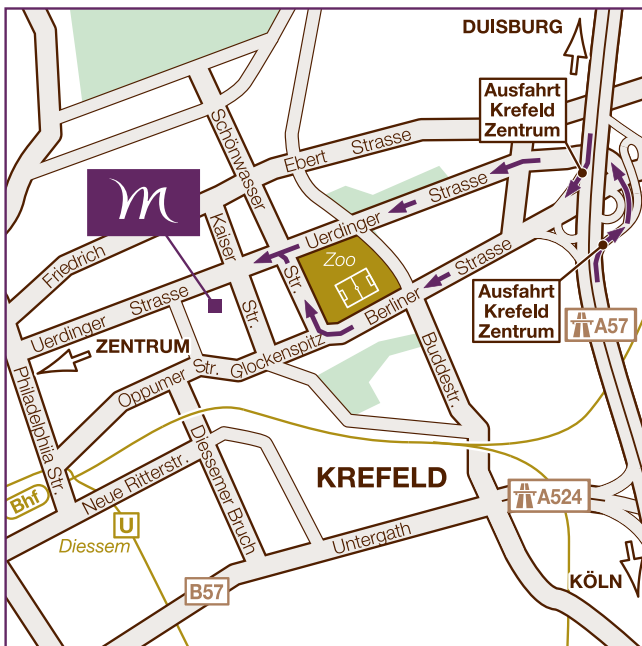 DUISBURG
Ausfahrt
Krefeld
Zentrum
Schönwasser
Str.
Friedrich
Ebert
Strasse
m
Kaiser
Str.
Uerdinger
Strasse
Zoo
Uerdinger
Strasse
Berliner
Strasse
Ausfahrt
Krefeld
Zentrum
A57
ZENTRUM
Glockenspitz
Oppumer
Str.
Buddestr.
Philadelphiia Str.
Diessemer Bruch
Neue Ritterstr.
KREFELD
Bhf
U
Diessem
A524
Untergath
B57
KÖLN